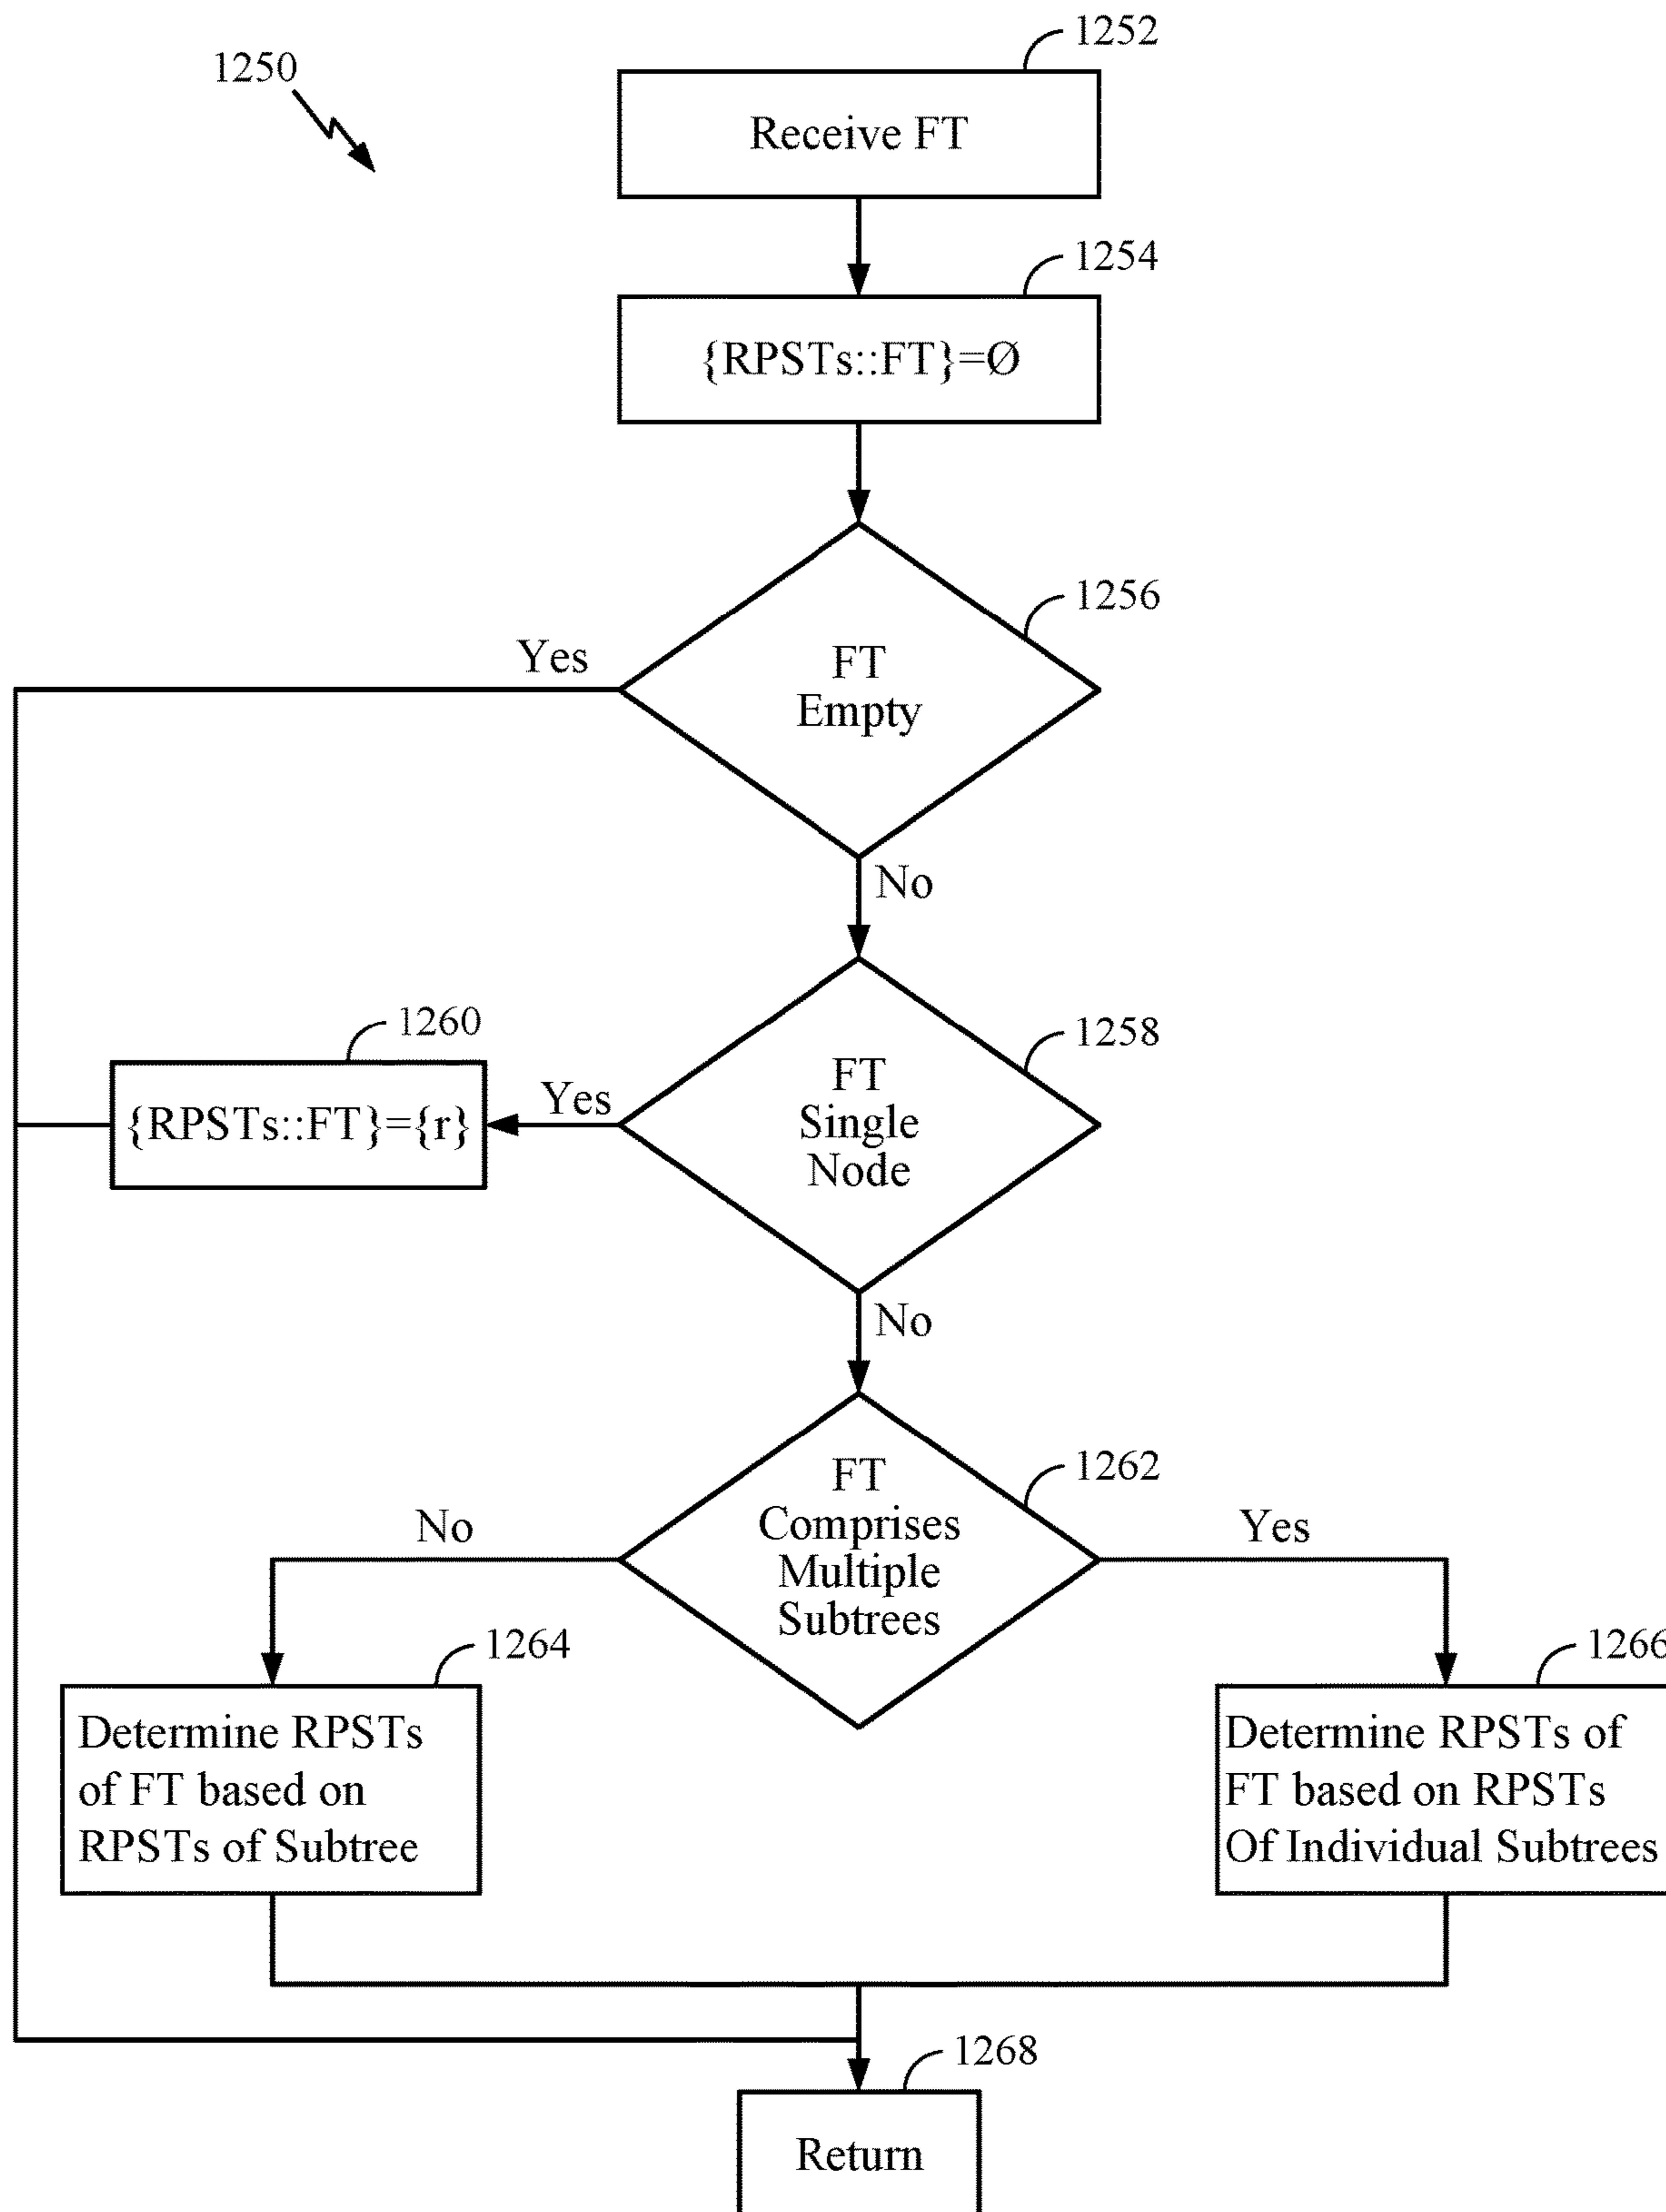 1252
1250
Receive FT
1254
{RPSTs::FT}=Ø
1256
Yes
FT
Empty
No
1260
1258
{RPSTs::FT}={r}
Yes
FT
Single
Node
No
1262
FT
Comprises
Multiple
Subtrees
No
Yes
1264
Determine RPSTs
of FT based on
RPSTs of Subtree
1266
Determine RPSTs of
FT based on RPSTs
Of Individual Subtrees
1268
Return